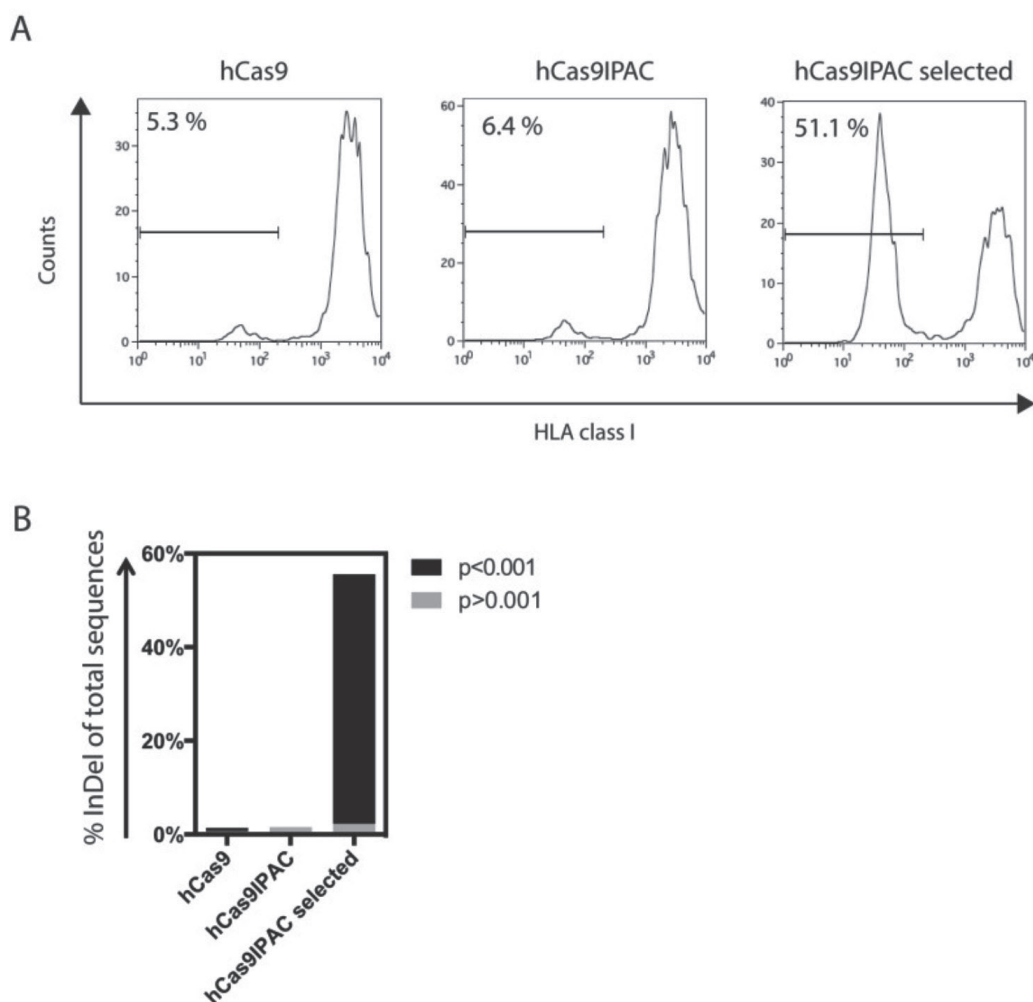 A
hCas9
hCas9IPAC
hCas9IPAC selected
5.3 %
6.4 %
51.1 %
Counts
30
20
10
0
60
40
20
0
40
30
20
10
0
10⁰ 10¹ 10² 10³ 10⁴
10⁰ 10¹ 10² 10³ 10⁴
10⁰ 10¹ 10² 10³ 10⁴
HLA class I
B
% InDel of total sequences
60%
40%
20%
0%
p<0.001
p>0.001
hCas9
hCas9IPAC
hCas9IPAC selected